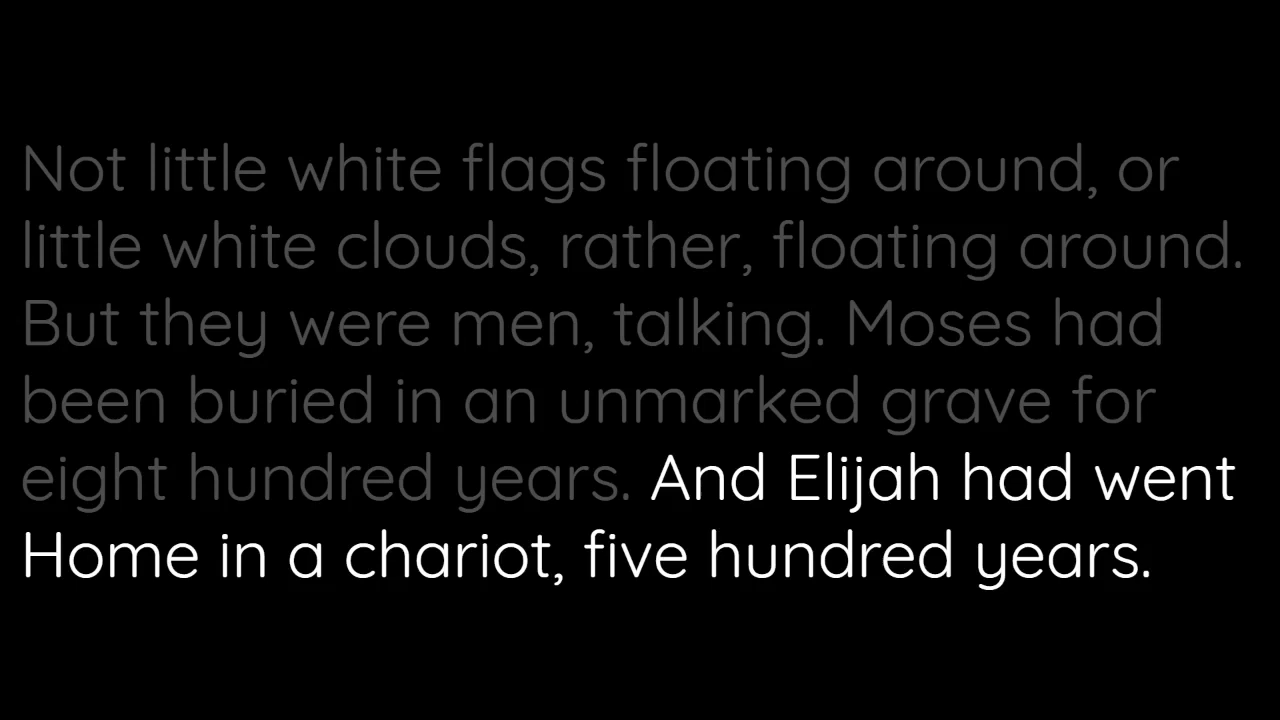 Not little white flags floating around, or
little white clouds, rather, floating around.
But they were men, talking. Moses had
been buried in an unmarked grave for
eight hundred years. And Elijah had went
Home in a chariot, five hundred years.